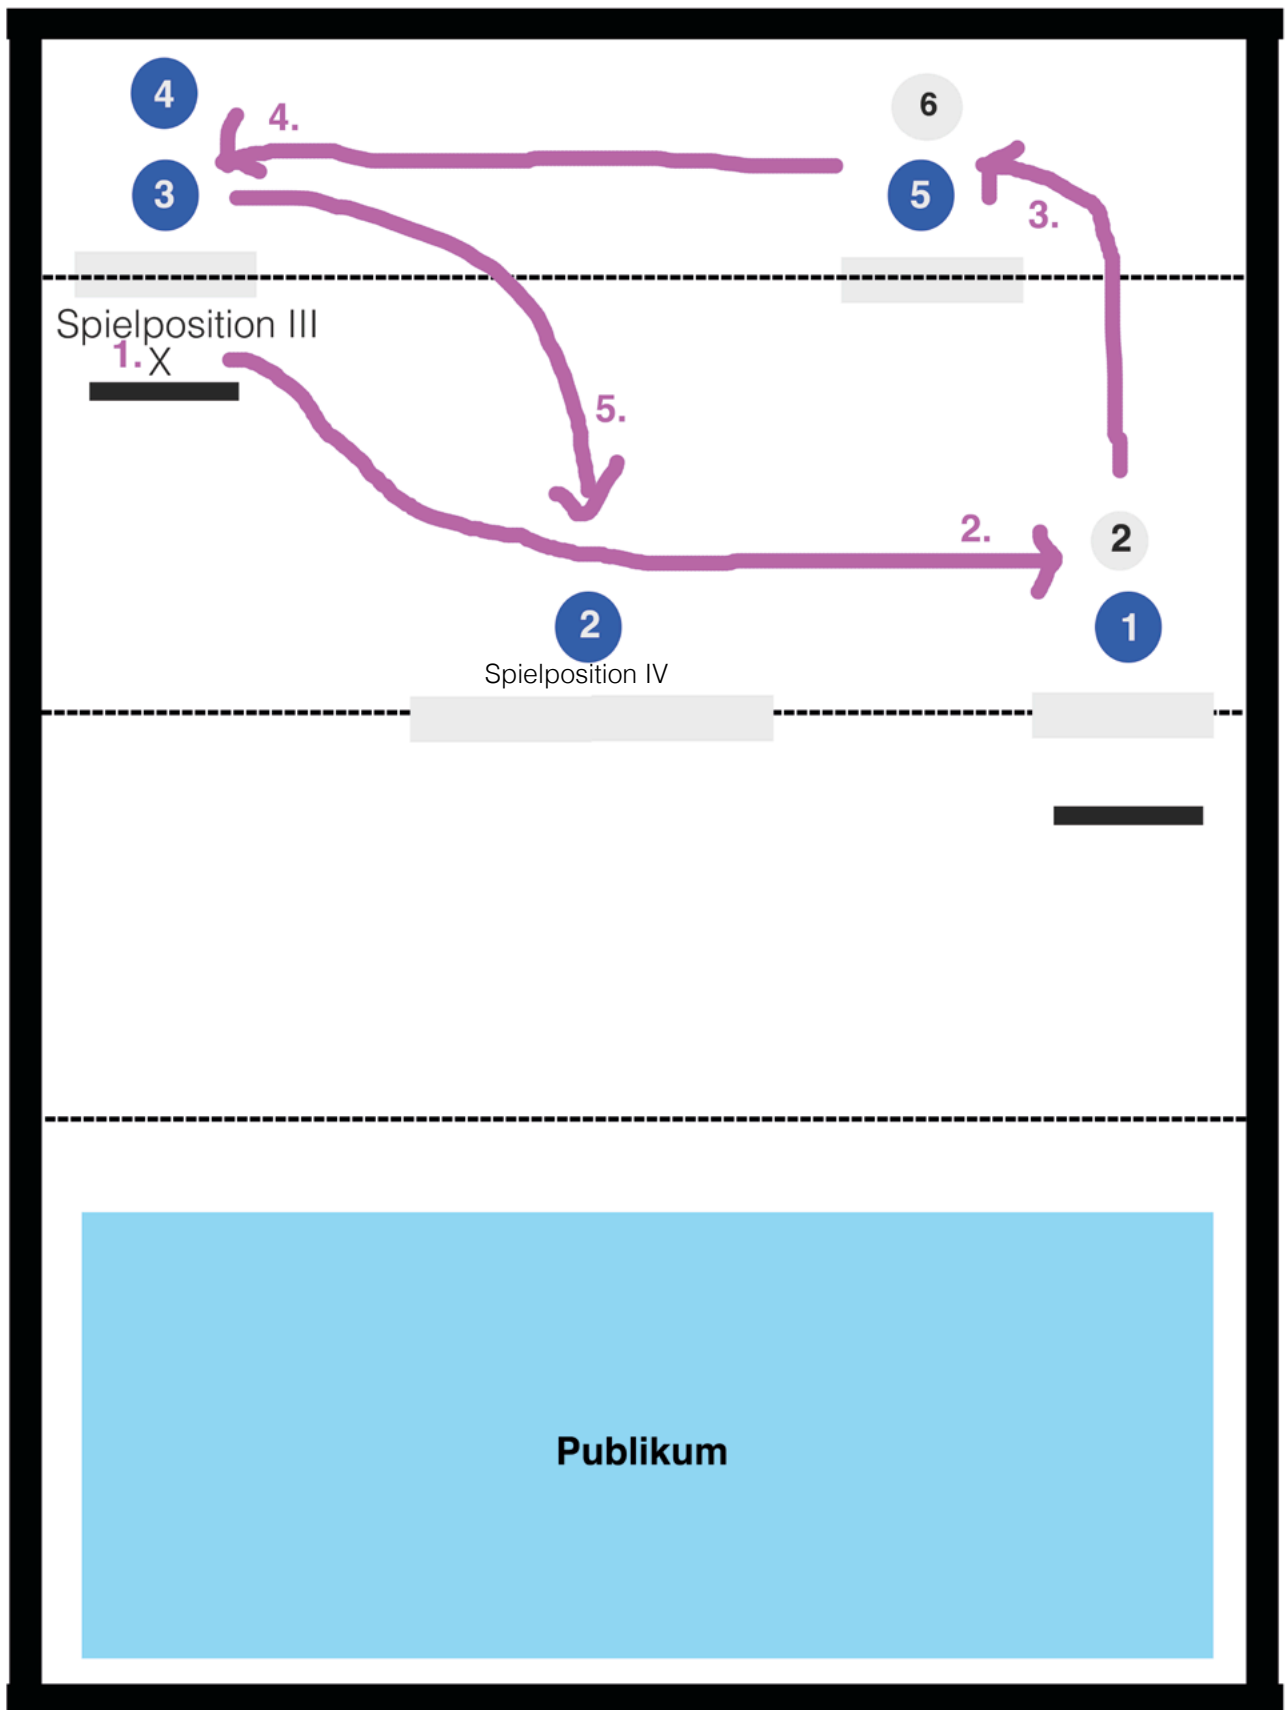 4
4.
6
3
5
3.
Spielposition III
1. X
5.
2.
2
2
1
Spielposition IV
Publikum